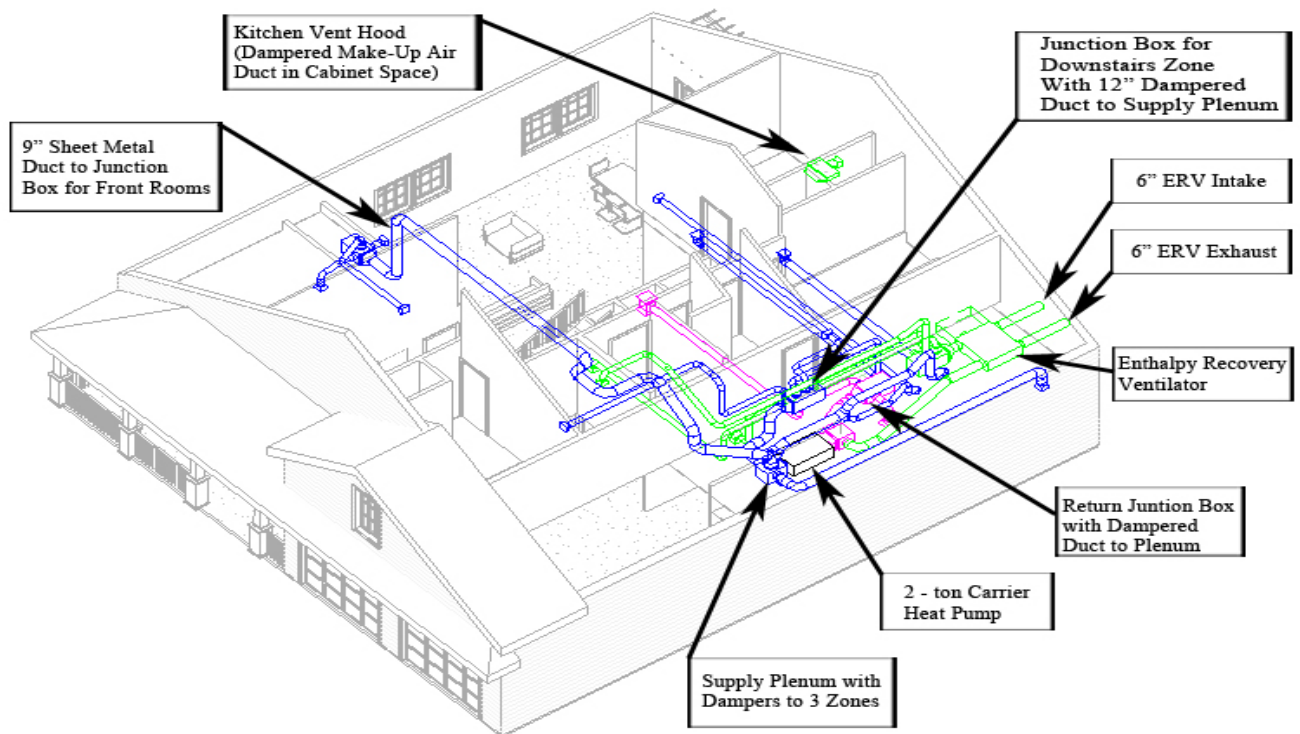 Kitchen Vent Hood
(Dampered Make-Up Air
Duct in Cabinet Space)
Junction Box for
Downstairs Zone
With 12” Dampered
Duct to Supply Plenum
9” Sheet Metal
Duct to Junction
Box for Front Rooms
6” ERV Intake
6” ERV Exhaust
Enthalpy Recovery
Ventilator
Return Juntion Box
with Dampered
Duct to Plenum
2 - ton Carrier
Heat Pump
Supply Plenum with
Dampers to 3 Zones